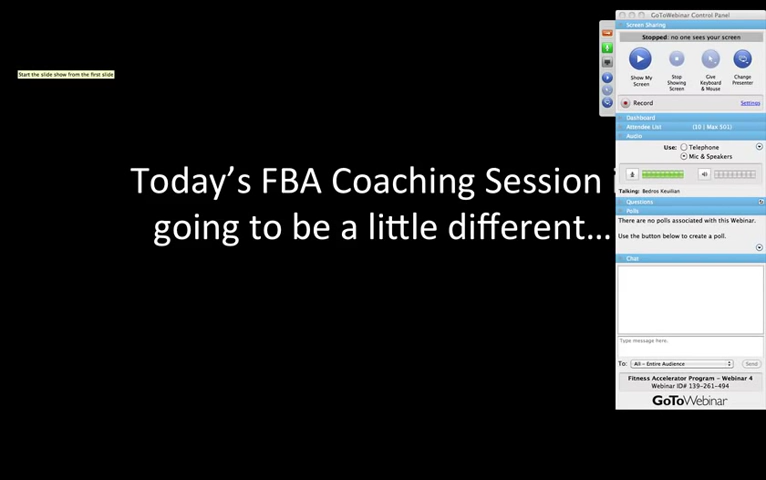 GoToWebinar Control Panel
Screen Sharing
Stopped: no one sees your screen
Show My
Screen
Stop
Showing
Screen
Give
Keyboard
& Mouse
Change
Presenter
Record
Settings
Dashboard
Attendee List (10 | Max 501)
Audio
Use: Telephone
Mic & Speakers
Talking: Bedros Keuilian
Questions
Polls
There are no polls associated with this Webinar.
Use the button below to create a poll.
Chat
Type message here.
To: All - Entire Audience
Send
Fitness Accelerator Program - Webinar 4
Webinar ID# 139-261-494
GoToWebinar
Start the slide show from the first slide
Today's FBA Coaching Session
going to be a little different...